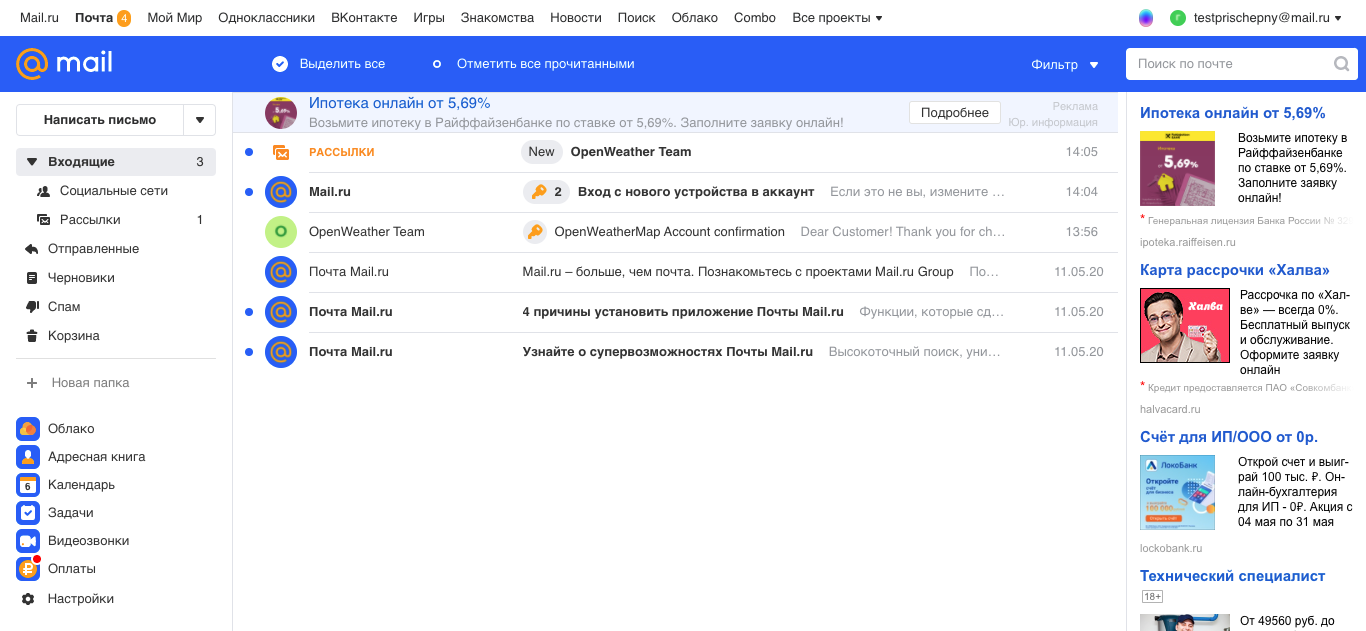 Mail.ru Почта 4 Мой Мир Одноклассники ВКонтакте Игры Знакомства Новости Поиск Облако Combo Все проекты testprischepny@mail.ru
mail Выделить все Отметить все прочитанными Фильтр Поиск по почте
Написать письмо
Входящие 3
Социальные сети
Рассылки 1
Отправленные
Черновики
Спам
Корзина
Новая папка
Облако
Адресная книга
6 Календарь
Задачи
Видеозвонки
Оплаты
Настройки
Ипотека онлайн от 5,69%
Возьмите ипотеку в Райффайзенбанке по ставке от 5,69%. Заполните заявку онлайн!
Подробнее
Реклама
Юр. информация
РАССЫЛКИ New OpenWeather Team 14:05
Mail.ru 2 Вход с нового устройства в аккаунт Если это не вы, измените … 14:04
O OpenWeather Team OpenWeatherMap Account confirmation Dear Customer! Thank you for ch… 13:56
Почта Mail.ru Mail.ru – больше, чем почта. Познакомьтесь с проектами Mail.ru Group По… 11.05.20
Почта Mail.ru 4 причины установить приложение Почты Mail.ru Функции, которые сд… 11.05.20
Почта Mail.ru Узнайте о супервозможностях Почты Mail.ru Высокоточный поиск, уни… 11.05.20
Ипотека онлайн от 5,69%
5,69%
Возьмите ипотеку в
Райффайзенбанке
по ставке от 5,69%.
Заполните заявку
онлайн!
* Генеральная лицензия Банка России №
ipoteka.raiffeisen.ru
Карта рассрочки «Халва»
Халва
Рассрочка по «Хал-
ве» — всегда 0%.
Бесплатный выпуск
и обслуживание.
Оформите заявку
онлайн
* Кредит предоставляется ПАО «Совкомбан
halvacard.ru
Счёт для ИП/ООО от 0р.
ЛокоБанк
Откройте
счёт
для бизнеса
100 000
Открой счет и выиг-
рай 100 тыс. ₽. Он-
лайн-бухгалтерия
для ИП - 0₽. Акция с
04 мая по 31 мая
lockobank.ru
Технический специалист
18+
От 49560 руб. до